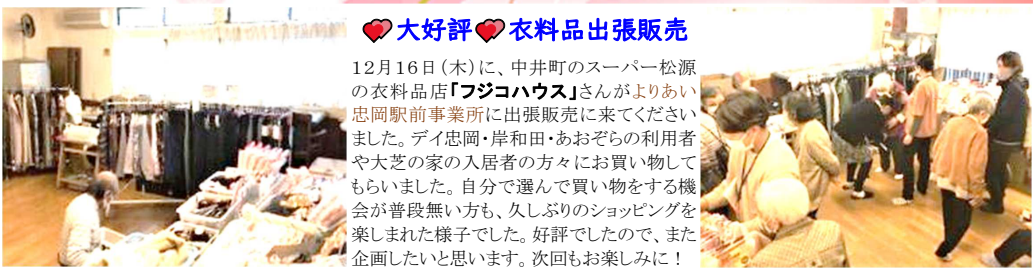 大好評 衣料品出張販売
12月16日(木)に、中井町のスーパー松源
の衣料品店「フジコハウス」さんがよりあい
忠岡駅前事業所に出張販売に来てください
ました。デイ忠岡・岸和田・あおぞらの利用者
や大芝の家の入居者の方々にお買い物して
もらいました。自分で選んで買い物をする機
会が普段無い方も、久しぶりのショッピングを
楽しまれた様子でした。好評でしたので、また
企画したいと思います。次回もお楽しみに！